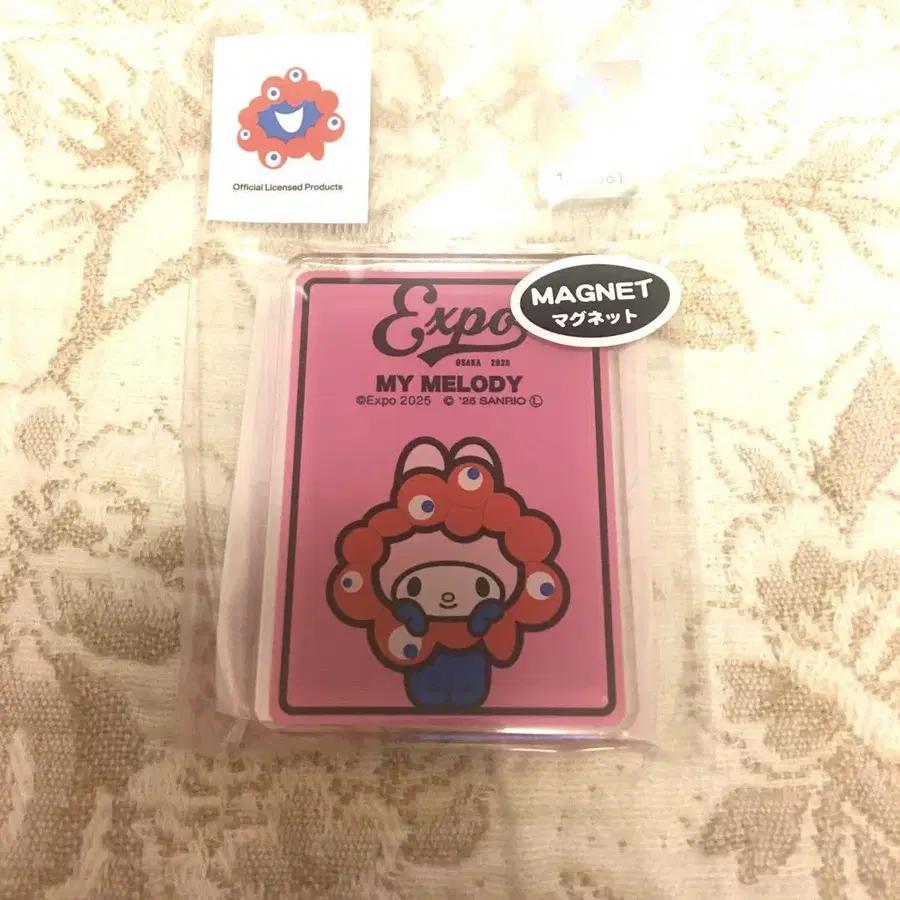 Official Licensed Products
MAGNET
マグネット
Expo
OSAKA 2025
MY MELODY
©Expo 2025 © '25 SANRIO Ⓛ